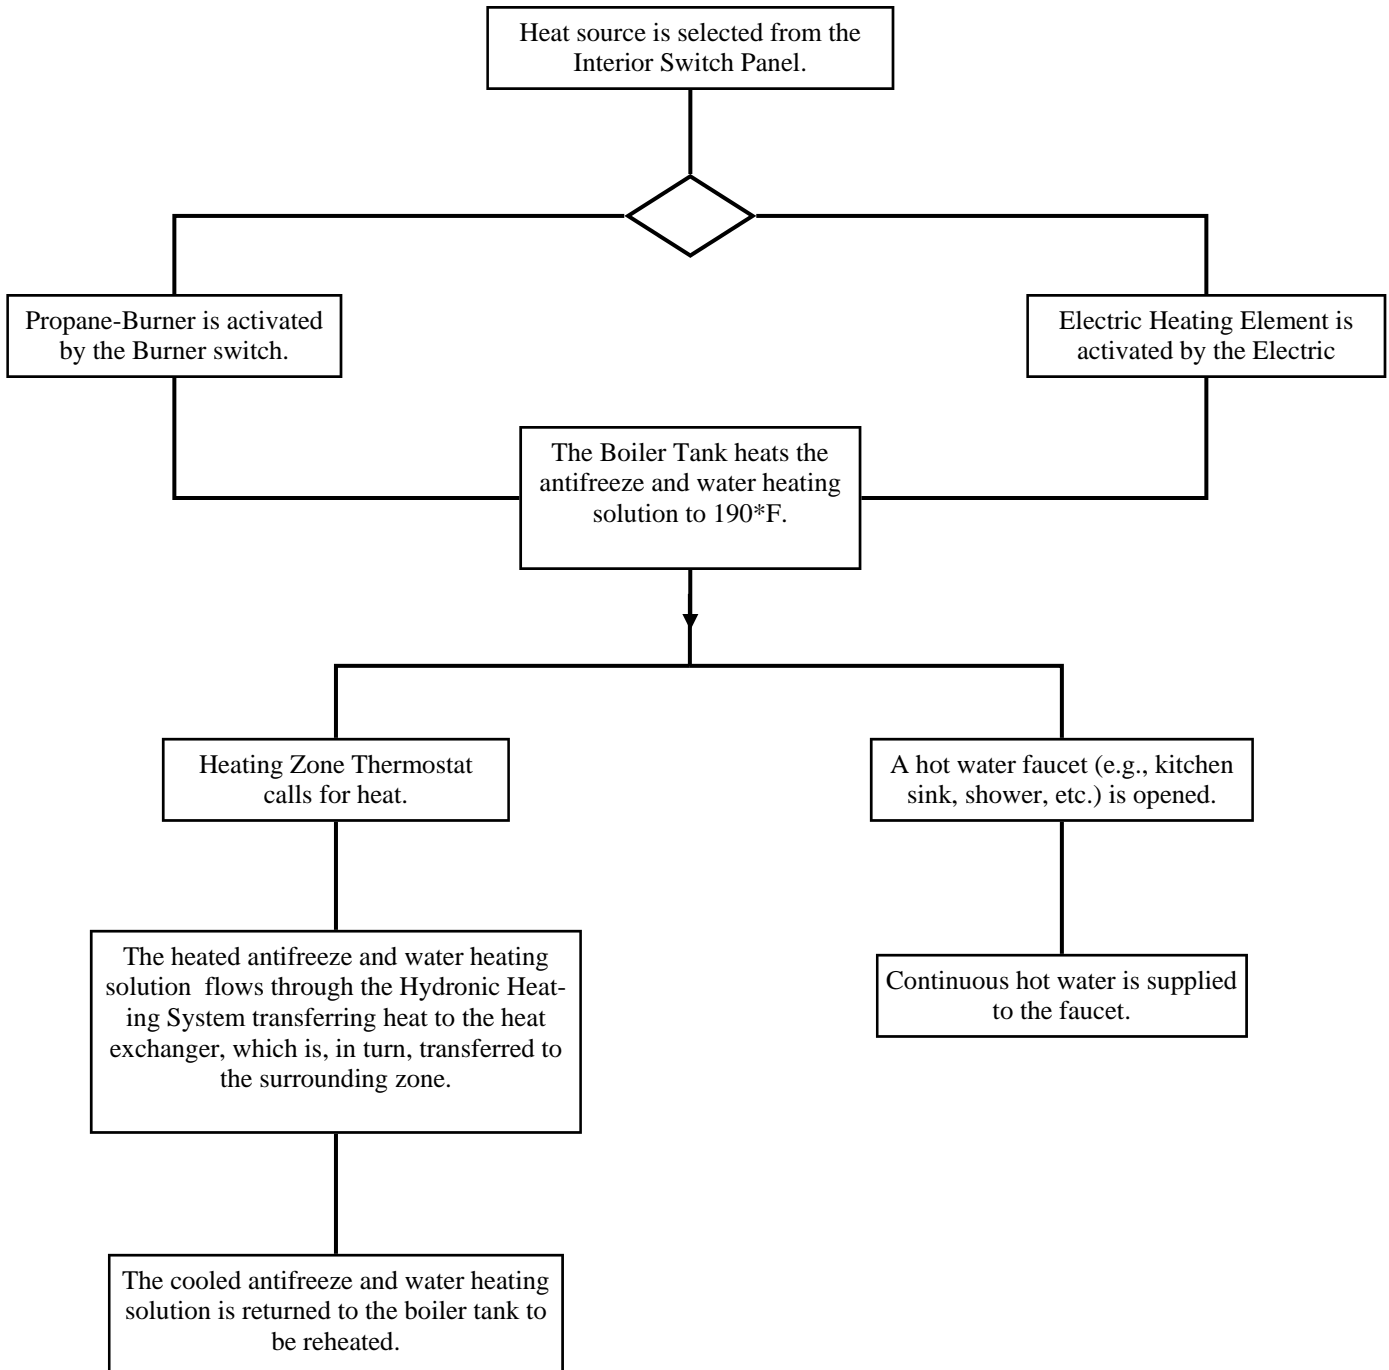 Heat source is selected from the
Interior Switch Panel.
Propane-Burner is activated
by the Burner switch.
Electric Heating Element is
activated by the Electric
The Boiler Tank heats the
antifreeze and water heating
solution to 190*F.
Heating Zone Thermostat
calls for heat.
A hot water faucet (e.g., kitchen
sink, shower, etc.) is opened.
The heated antifreeze and water heating
solution  flows through the Hydronic Heat-
ing System transferring heat to the heat
exchanger, which is, in turn, transferred to
the surrounding zone.
Continuous hot water is supplied
to the faucet.
The cooled antifreeze and water heating
solution is returned to the boiler tank to
be reheated.